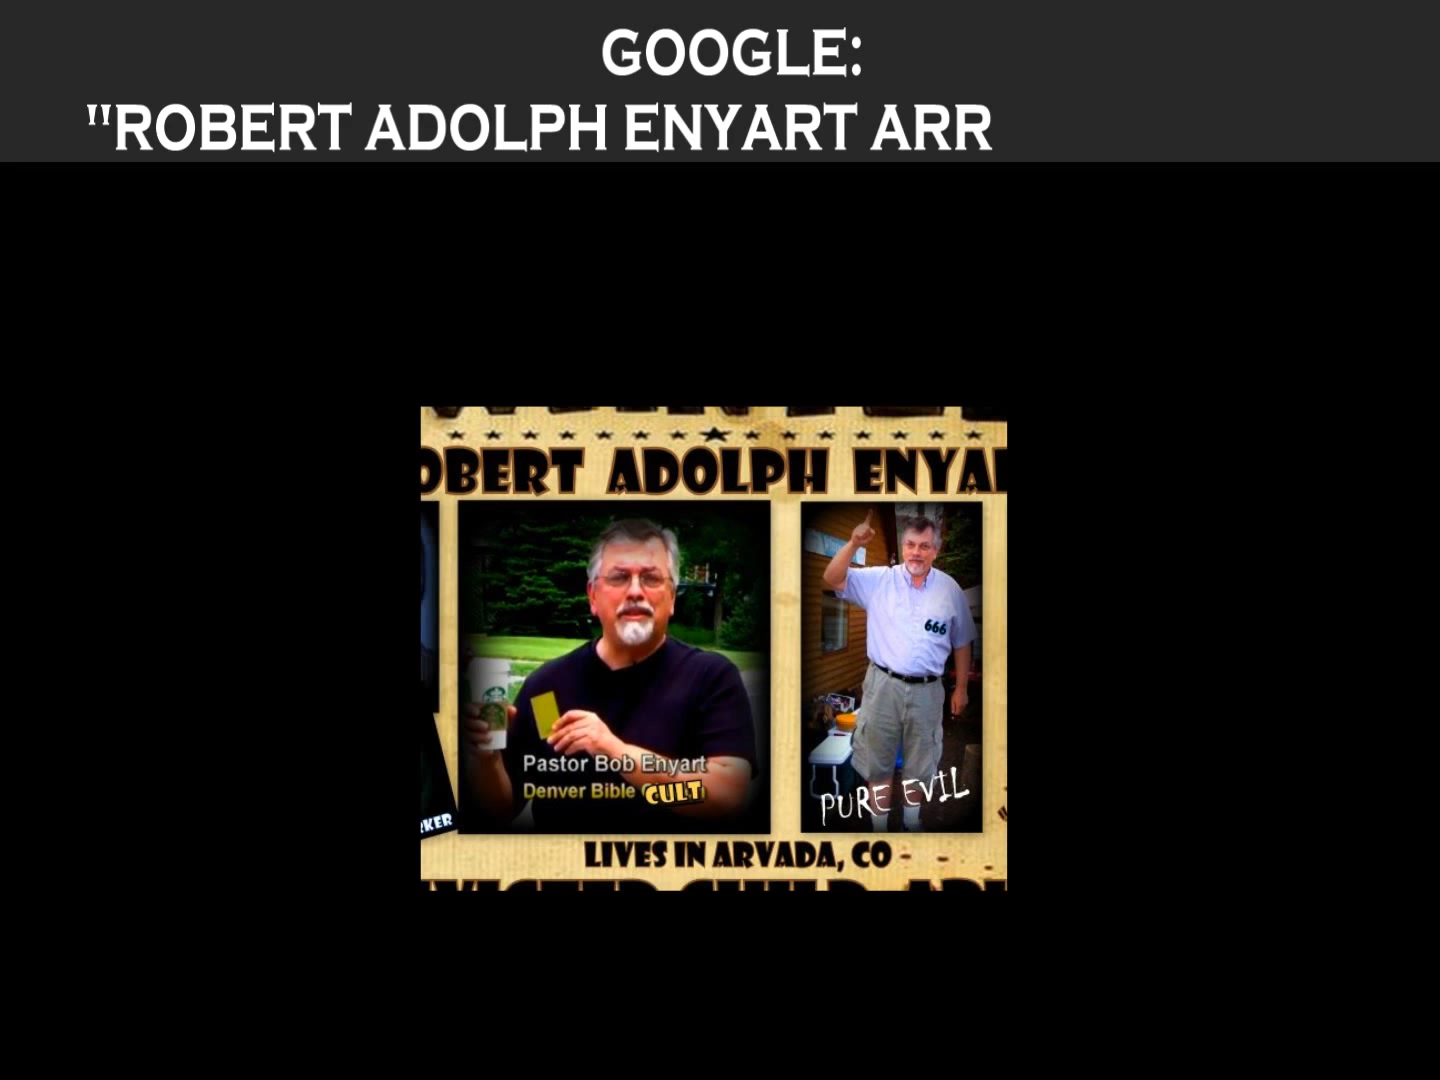 GOOGLE:
"ROBERT ADOLPH ENYART ARR
OBERT ADOLPH ENYA
666
Pastor Bob Enyart
Denver Bible CULT
PURE EVIL
RKER
LIVES IN ARVADA, CO